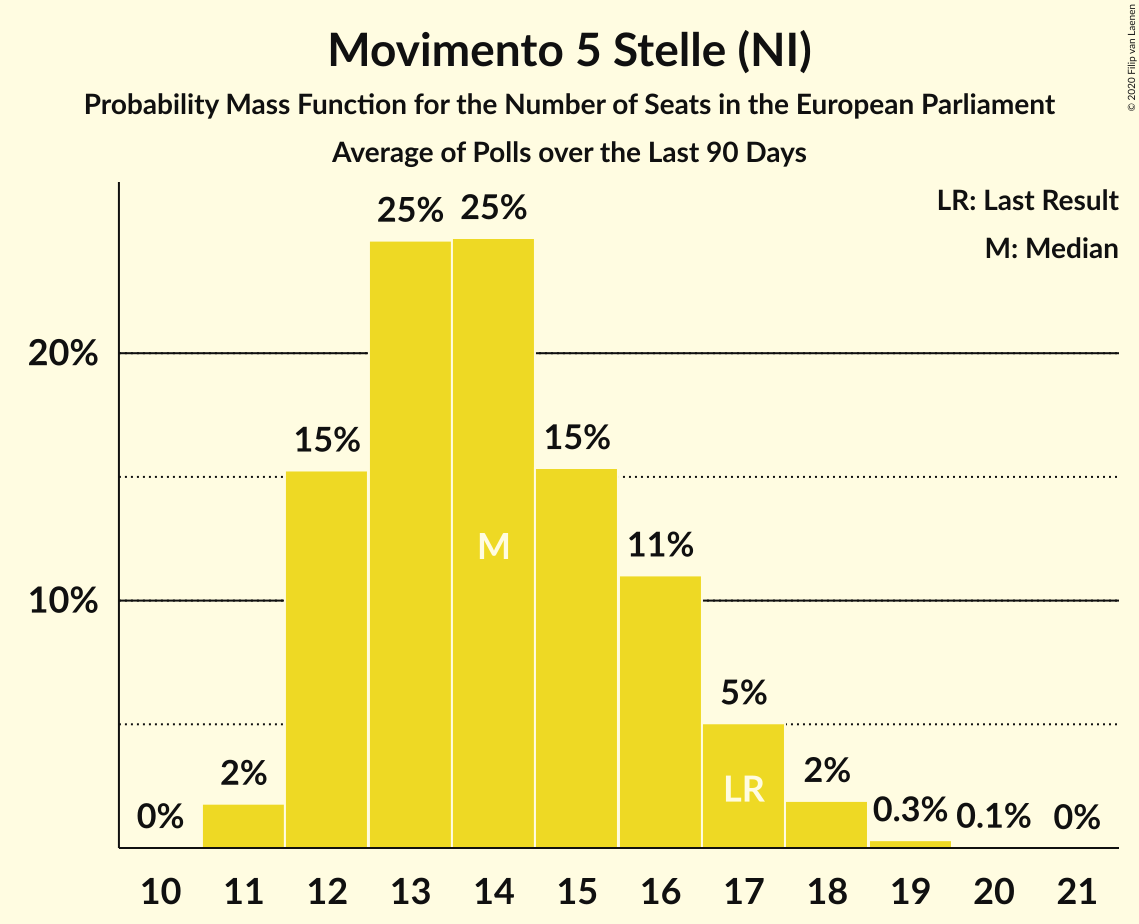 Movimento 5 Stelle (NI)
Probability Mass Function for the Number of Seats in the European Parliament
Average of Polls over the Last 90 Days
© 2020 Filip van Laenen
LR: Last Result
M: Median
25% 25%
20%
15% 15%
M
11%
10%
5%
LR
2% 2%
0% 0.3% 0.1% 0%
10 11 12 13 14 15 16 17 18 19 20 21